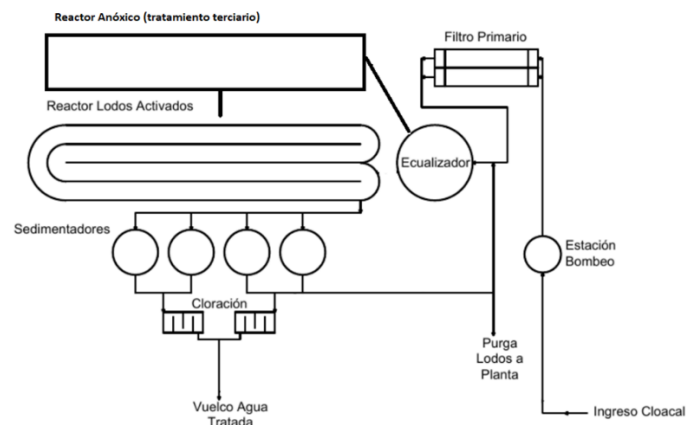 Reactor Anóxico (tratamiento terciario)
Filtro Primario
Reactor Lodos Activados
Ecualizador
Sedimentadores
Estación
Bombeo
Cloración
Purga
Lodos a
Planta
Vuelco Agua
Tratada
Ingreso Cloacal